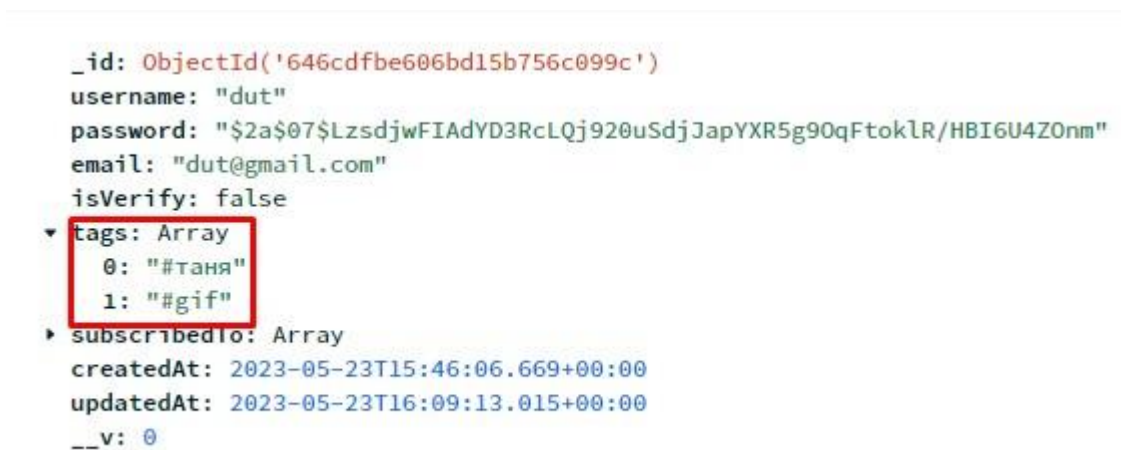 _id: ObjectId('646cdfbe606bd15b756c099c')
username: "dut"
password: "$2a$07$LzsdjwFIAdYD3RcLQj920uSdjJapYXR5g9OqFtoklR/HBI6U4ZOnm"
email: "dut@gmail.com"
isVerify: false
tags: Array
0: "#таня"
1: "#gif"
subscribedTo: Array
createdAt: 2023-05-23T15:46:06.669+00:00
updatedAt: 2023-05-23T16:09:13.015+00:00
__v: 0